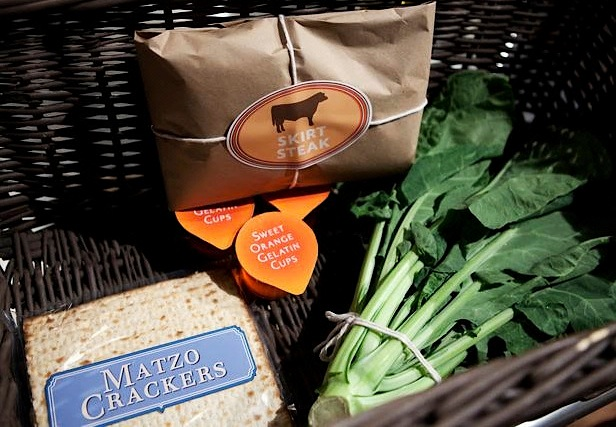 SKIRT
STEAK
GELATIN
CUPS
SWEET
ORANGE
GELATIN
CUPS
MATZO
CRACKERS